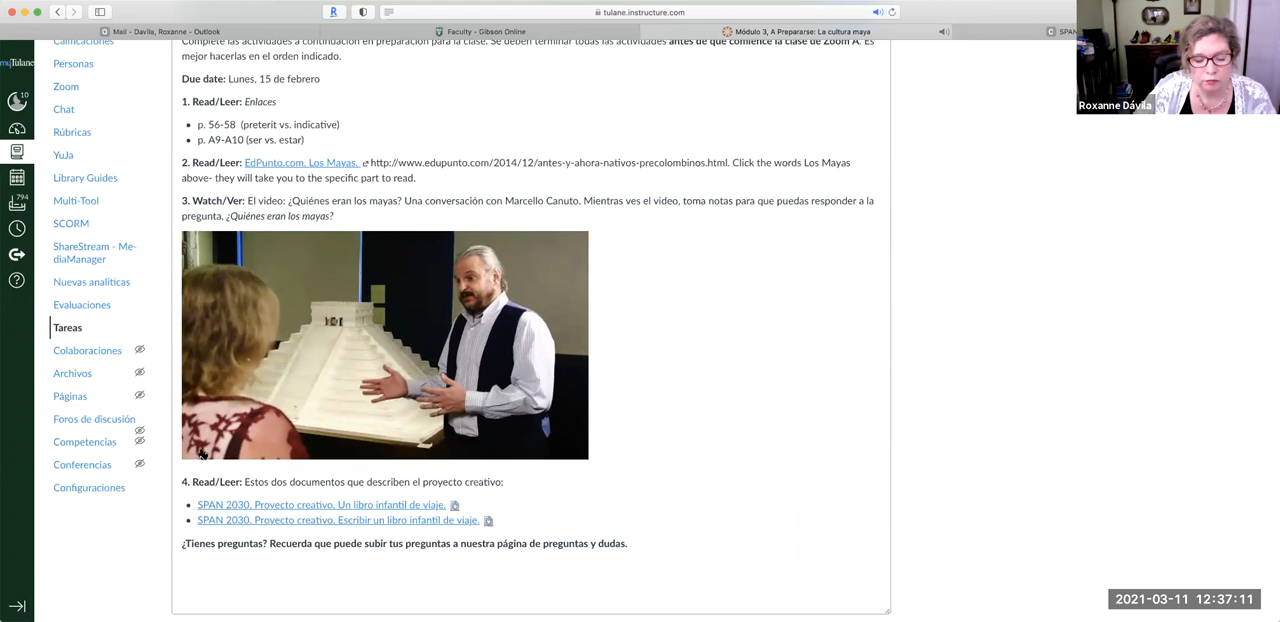 tulane.instructure.com
Mail - Davila, Roxanne - Outlook
Faculty - Gibson Online
Módulo 3, A Prepararse: La cultura maya
SPAN
myTulane
10
794
Calificaciones
Personas
Zoom
Chat
Rúbricas
YuJa
Library Guides
Multi-Tool
SCORM
ShareStream - Me-
diaManager
Nuevas analíticas
Evaluaciones
Tareas
Colaboraciones
Archivos
Páginas
Foros de discusión
Competencias
Conferencias
Configuraciones
Complete las actividades a continuación en preparación para la clase. Se deben terminar todas las actividades antes de que comience la clase de Zoom A. Es
mejor hacerlas en el orden indicado.
Due date: Lunes, 15 de febrero
1. Read/Leer: Enlaces
p. 56-58 (preterit vs. indicative)
p. A9-A10 (ser vs. estar)
2. Read/Leer: EdPunto.com. Los Mayas. http://www.edupunto.com/2014/12/antes-y-ahora-nativos-precolombinos.html. Click the words Los Mayas
above- they will take you to the specific part to read.
3. Watch/Ver: El video: ¿Quiénes eran los mayas? Una conversación con Marcello Canuto. Mientras ves el video, toma notas para que puedas responder a la
pregunta, ¿Quiénes eran los mayas?
4. Read/Leer: Estos dos documentos que describen el proyecto creativo:
SPAN 2030. Proyecto creativo. Un libro infantil de viaje.
SPAN 2030. Proyecto creativo. Escribir un libro infantil de viaje.
¿Tienes preguntas? Recuerda que puede subir tus preguntas a nuestra página de preguntas y dudas.
Roxanne Dávila
2021-03-11 12:37:11